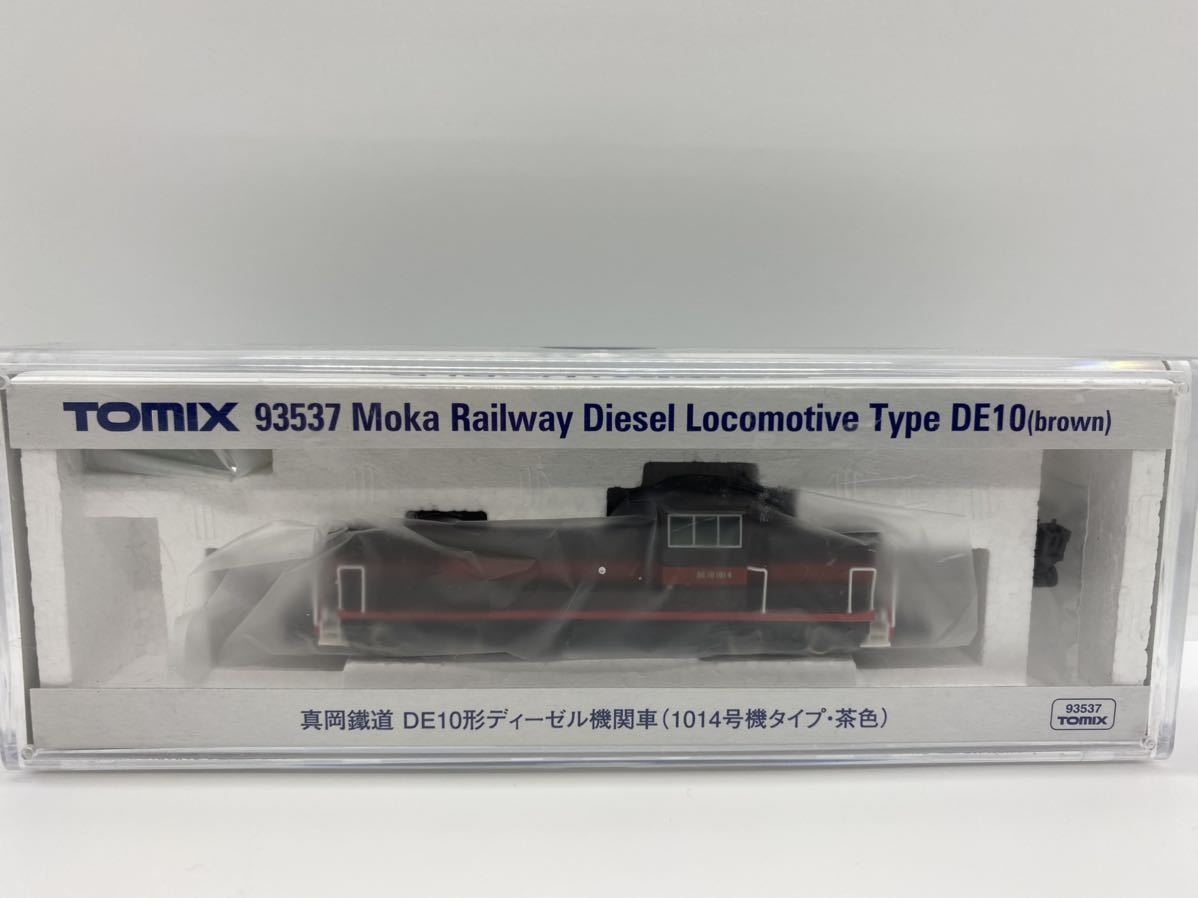 TOMIX 93537 Moka Railway Diesel Locomotive Type DE10(brown)
DE10 1014
真岡鐵道 DE10形ディーゼル機関車(1014号機タイプ・茶色)
93537
TOMIX